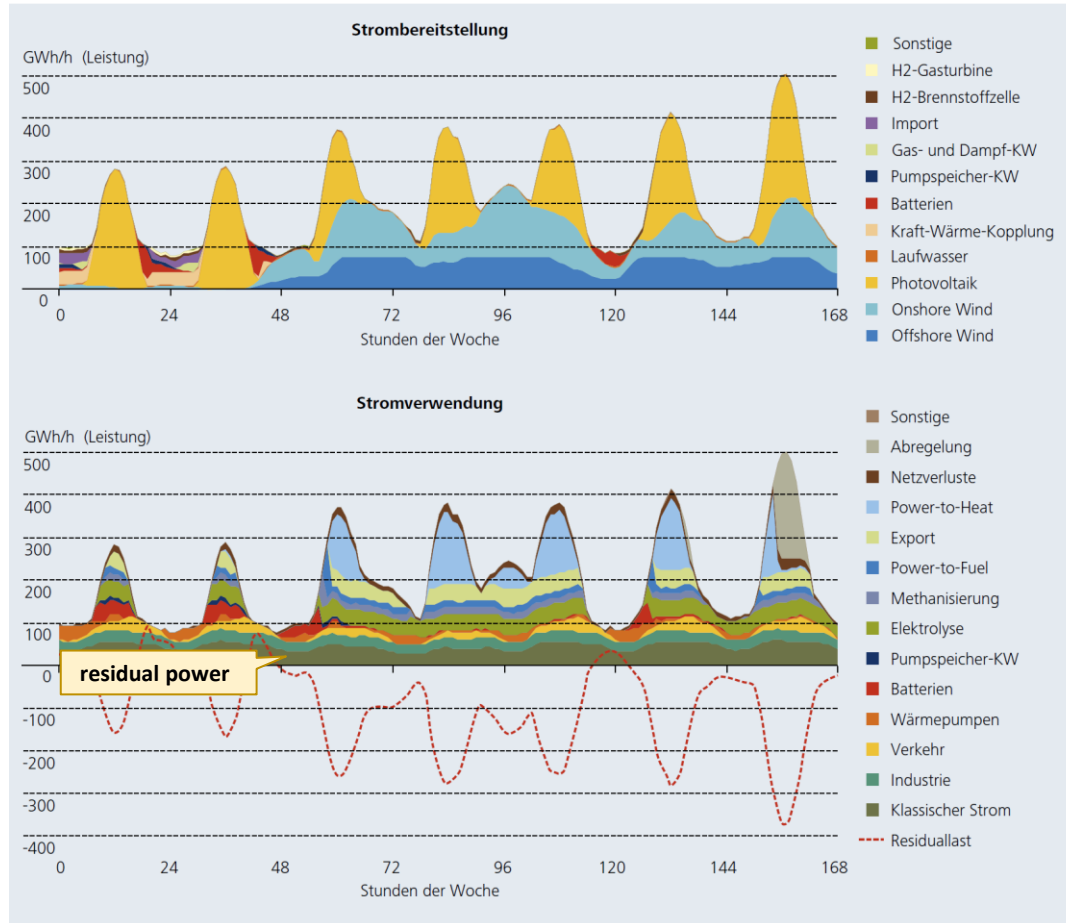 Strombereitstellung
GWh/h (Leistung)
500
400
300
200
100
0
0 24 48 72 96 120 144 168
Stunden der Woche
Sonstige
H2-Gasturbine
H2-Brennstoffzelle
Import
Gas- und Dampf-KW
Pumpspeicher-KW
Batterien
Kraft-Wärme-Kopplung
Laufwasser
Photovoltaik
Onshore Wind
Offshore Wind
Stromverwendung
GWh/h (Leistung)
500
400
300
200
100
0
-100
-200
-300
-400
residual power
0 24 48 72 96 120 144 168
Stunden der Woche
Sonstige
Abregelung
Netzverluste
Power-to-Heat
Export
Power-to-Fuel
Methanisierung
Elektrolyse
Pumpspeicher-KW
Batterien
Wärmepumpen
Verkehr
Industrie
Klassischer Strom
Residuallast